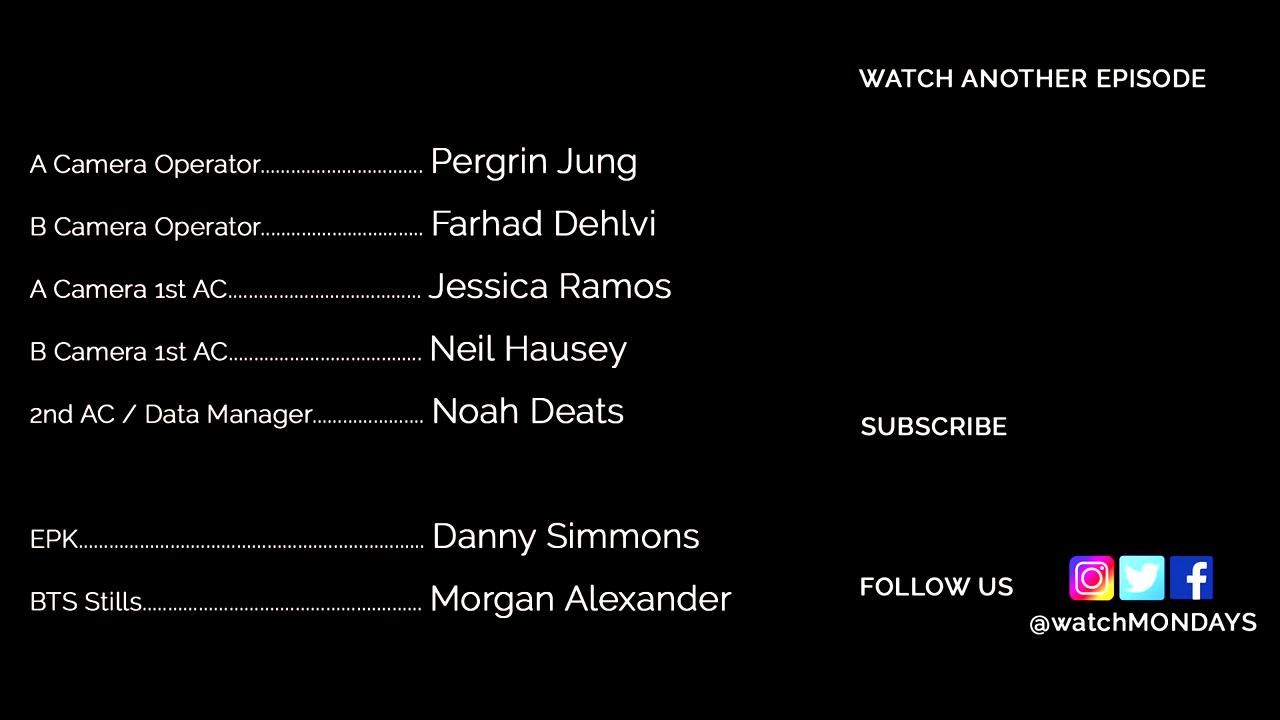 WATCH ANOTHER EPISODE
A Camera Operator................................ Pergrin Jung
B Camera Operator................................ Farhad Dehlvi
A Camera 1st AC...................................... Jessica Ramos
B Camera 1st AC...................................... Neil Hausey
2nd AC / Data Manager...................... Noah Deats
SUBSCRIBE
EPK.................................................................... Danny Simmons
BTS Stills....................................................... Morgan Alexander
FOLLOW US
@watchMONDAYS